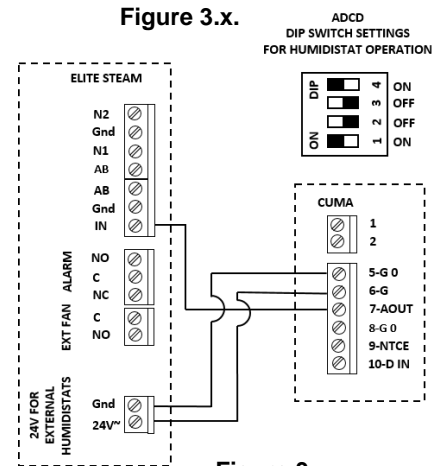 Figure 3.x.
ADCD
DIP SWITCH SETTINGS
FOR HUMIDISTAT OPERATION
DIP
ON
4 ON
3 OFF
2 OFF
1 ON
ELITE STEAM
N2
Gnd
N1
AB
AB
Gnd
IN
ALARM
NO
C
NC
EXT FAN
C
NO
24V FOR
EXTERNAL
HUMIDISTATS
Gnd
24V~
CUMA
1
2
5-G 0
6-G
7-AOUT
8-G 0
9-NTCE
10-D IN